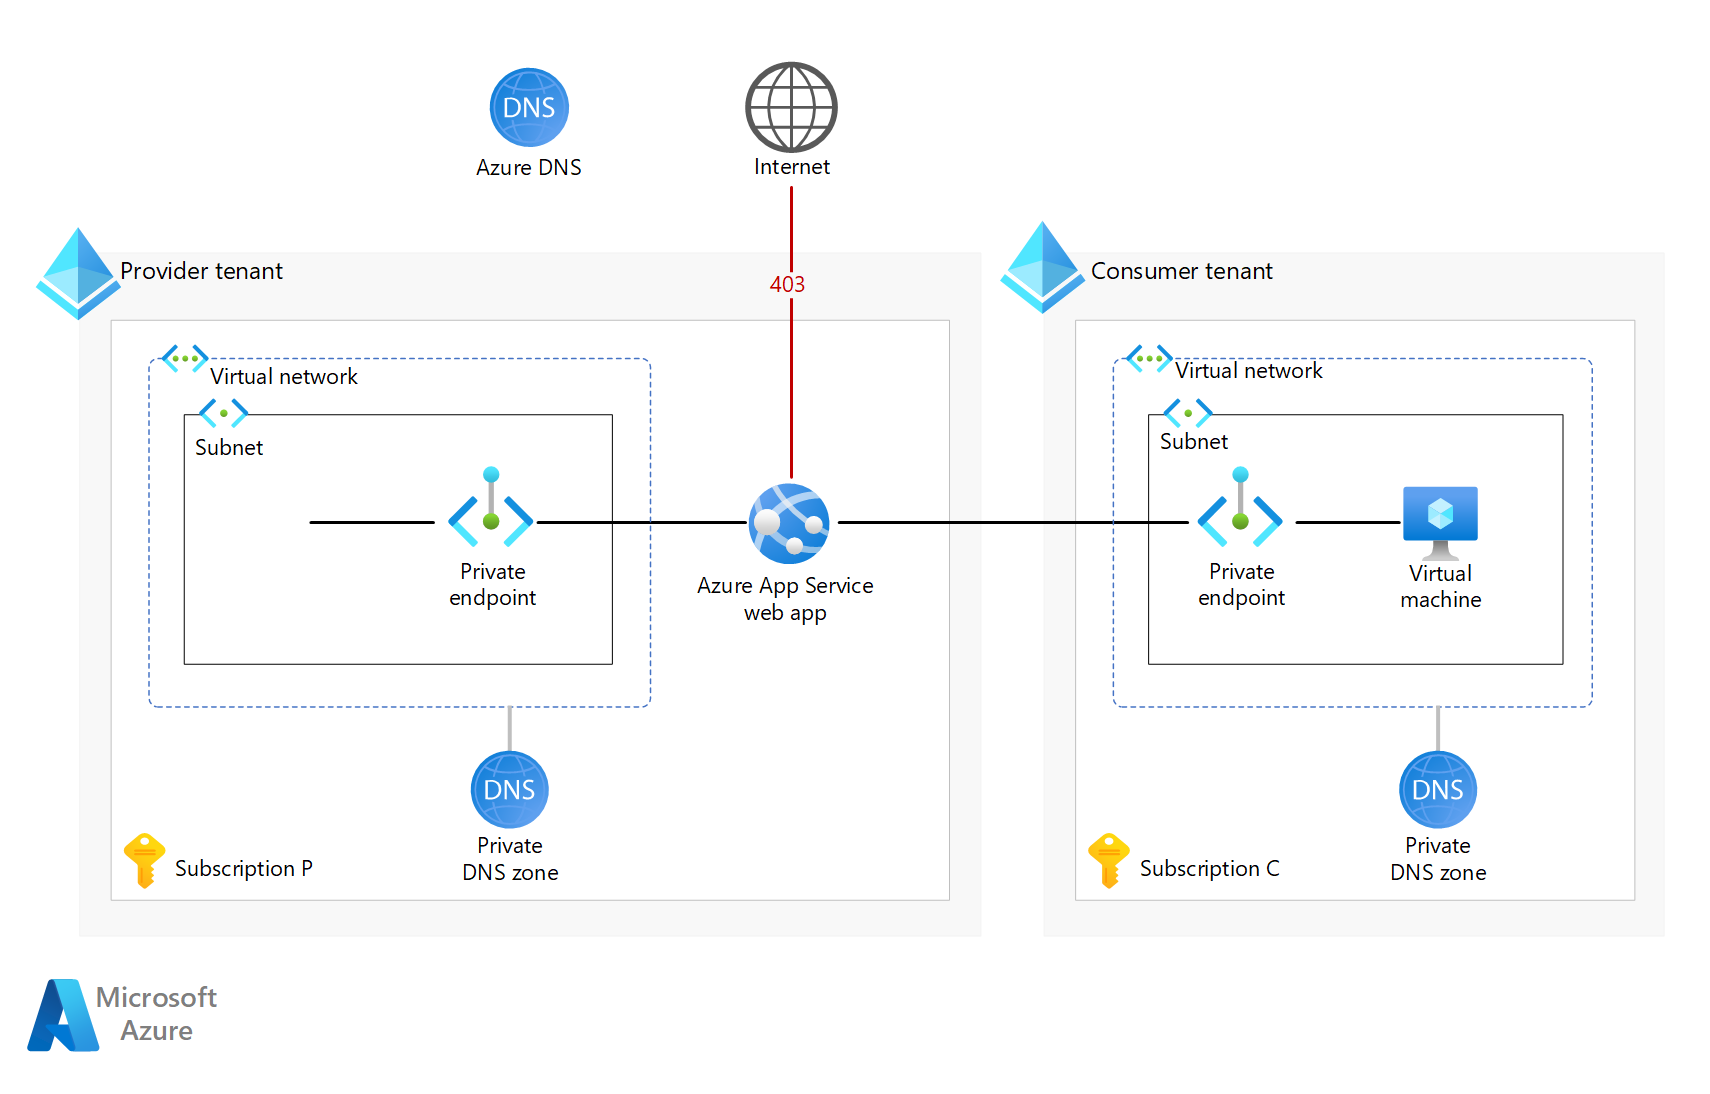 DNS
Azure DNS
Internet
Provider tenant
403
Consumer tenant
Virtual network
Subnet
Private
endpoint
Azure App Service
web app
Virtual network
Subnet
Private
endpoint
Virtual
machine
DNS
Private
DNS zone
Subscription P
DNS
Private
DNS zone
Subscription C
Microsoft
Azure